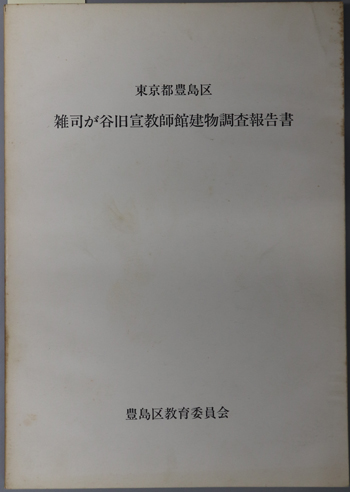 東京都豊島区
雑司が谷旧宣教師館建物調査報告書
豊島区教育委員会